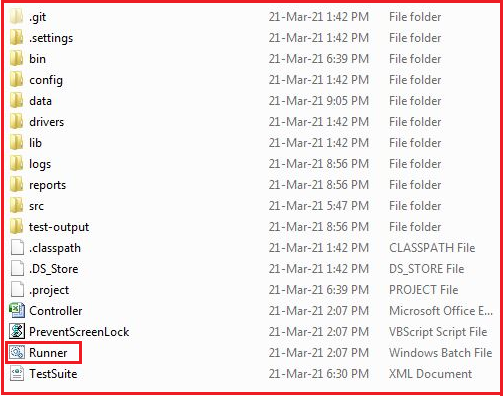 .git 21-Mar-21 1:42 PM File folder
.settings 21-Mar-21 1:42 PM File folder
bin 21-Mar-21 6:39 PM File folder
config 21-Mar-21 1:42 PM File folder
data 21-Mar-21 9:05 PM File folder
drivers 21-Mar-21 1:42 PM File folder
lib 21-Mar-21 1:42 PM File folder
logs 21-Mar-21 8:56 PM File folder
reports 21-Mar-21 8:56 PM File folder
src 21-Mar-21 5:47 PM File folder
test-output 21-Mar-21 8:56 PM File folder
.classpath 21-Mar-21 1:42 PM CLASSPATH File
.DS_Store 21-Mar-21 1:42 PM DS_STORE File
.project 21-Mar-21 6:39 PM PROJECT File
Controller 21-Mar-21 2:07 PM Microsoft Office E...
PreventScreenLock 21-Mar-21 2:07 PM VBScript Script File
Runner 21-Mar-21 2:07 PM Windows Batch File
TestSuite 21-Mar-21 6:30 PM XML Document